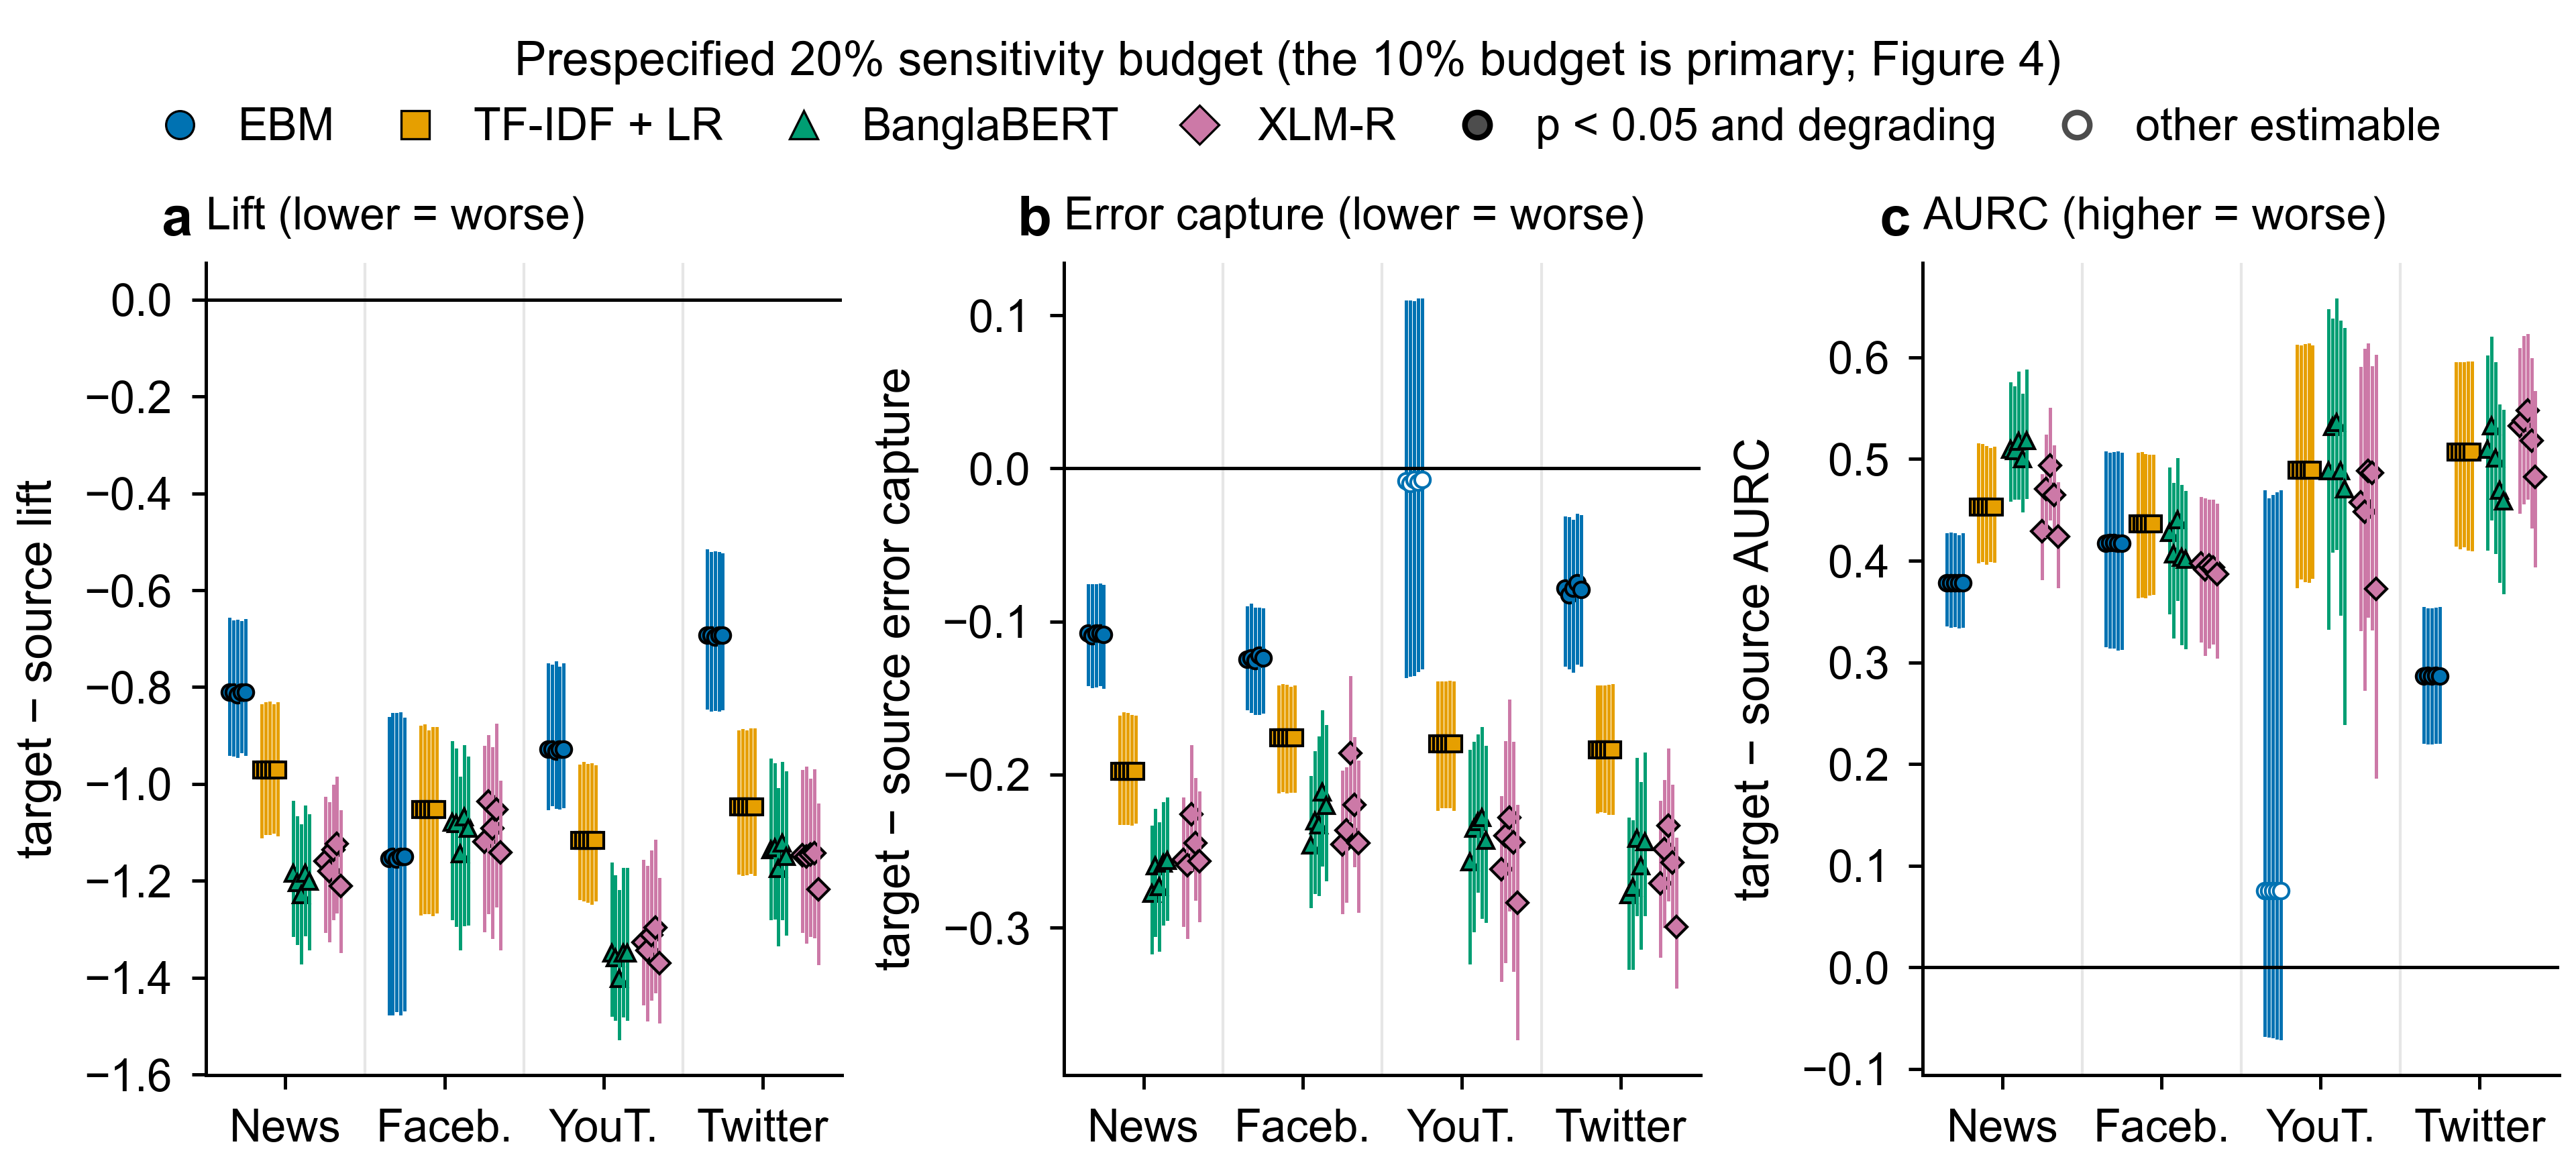 Prespecified 20% sensitivity budget (the 10% budget is primary; Figure 4)
EBM TF-IDF + LR BanglaBERT XLM-R p < 0.05 and degrading other estimable
a Lift (lower = worse)
target − source lift
0.0
−0.2
−0.4
−0.6
−0.8
−1.0
−1.2
−1.4
−1.6
News Faceb. YouT. Twitter
b Error capture (lower = worse)
target − source error capture
0.1
0.0
−0.1
−0.2
−0.3
News Faceb. YouT. Twitter
c AURC (higher = worse)
target − source AURC
0.6
0.5
0.4
0.3
0.2
0.1
0.0
−0.1
News Faceb. YouT. Twitter